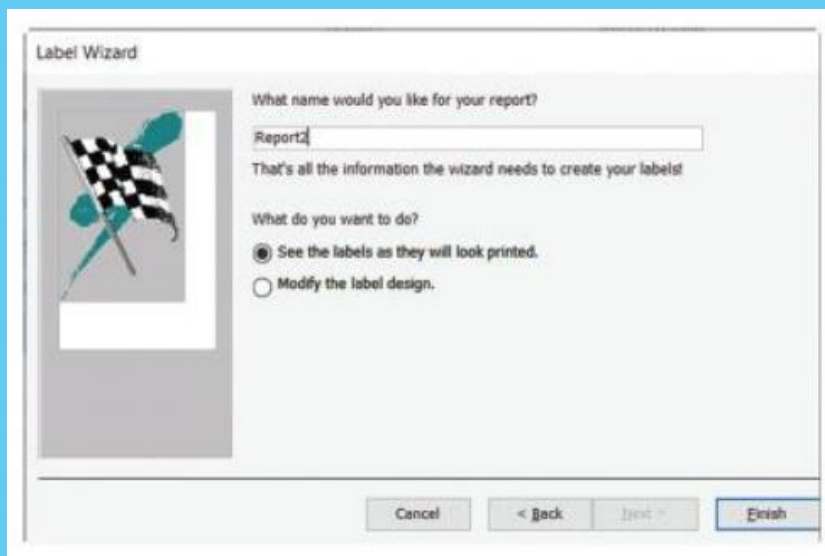 Label Wizard
What name would you like for your report?
Report2
That's all the information the wizard needs to create your labels!
What do you want to do?
See the labels as they will look printed.
Modify the label design.
Cancel
< Back
Next >
Finish